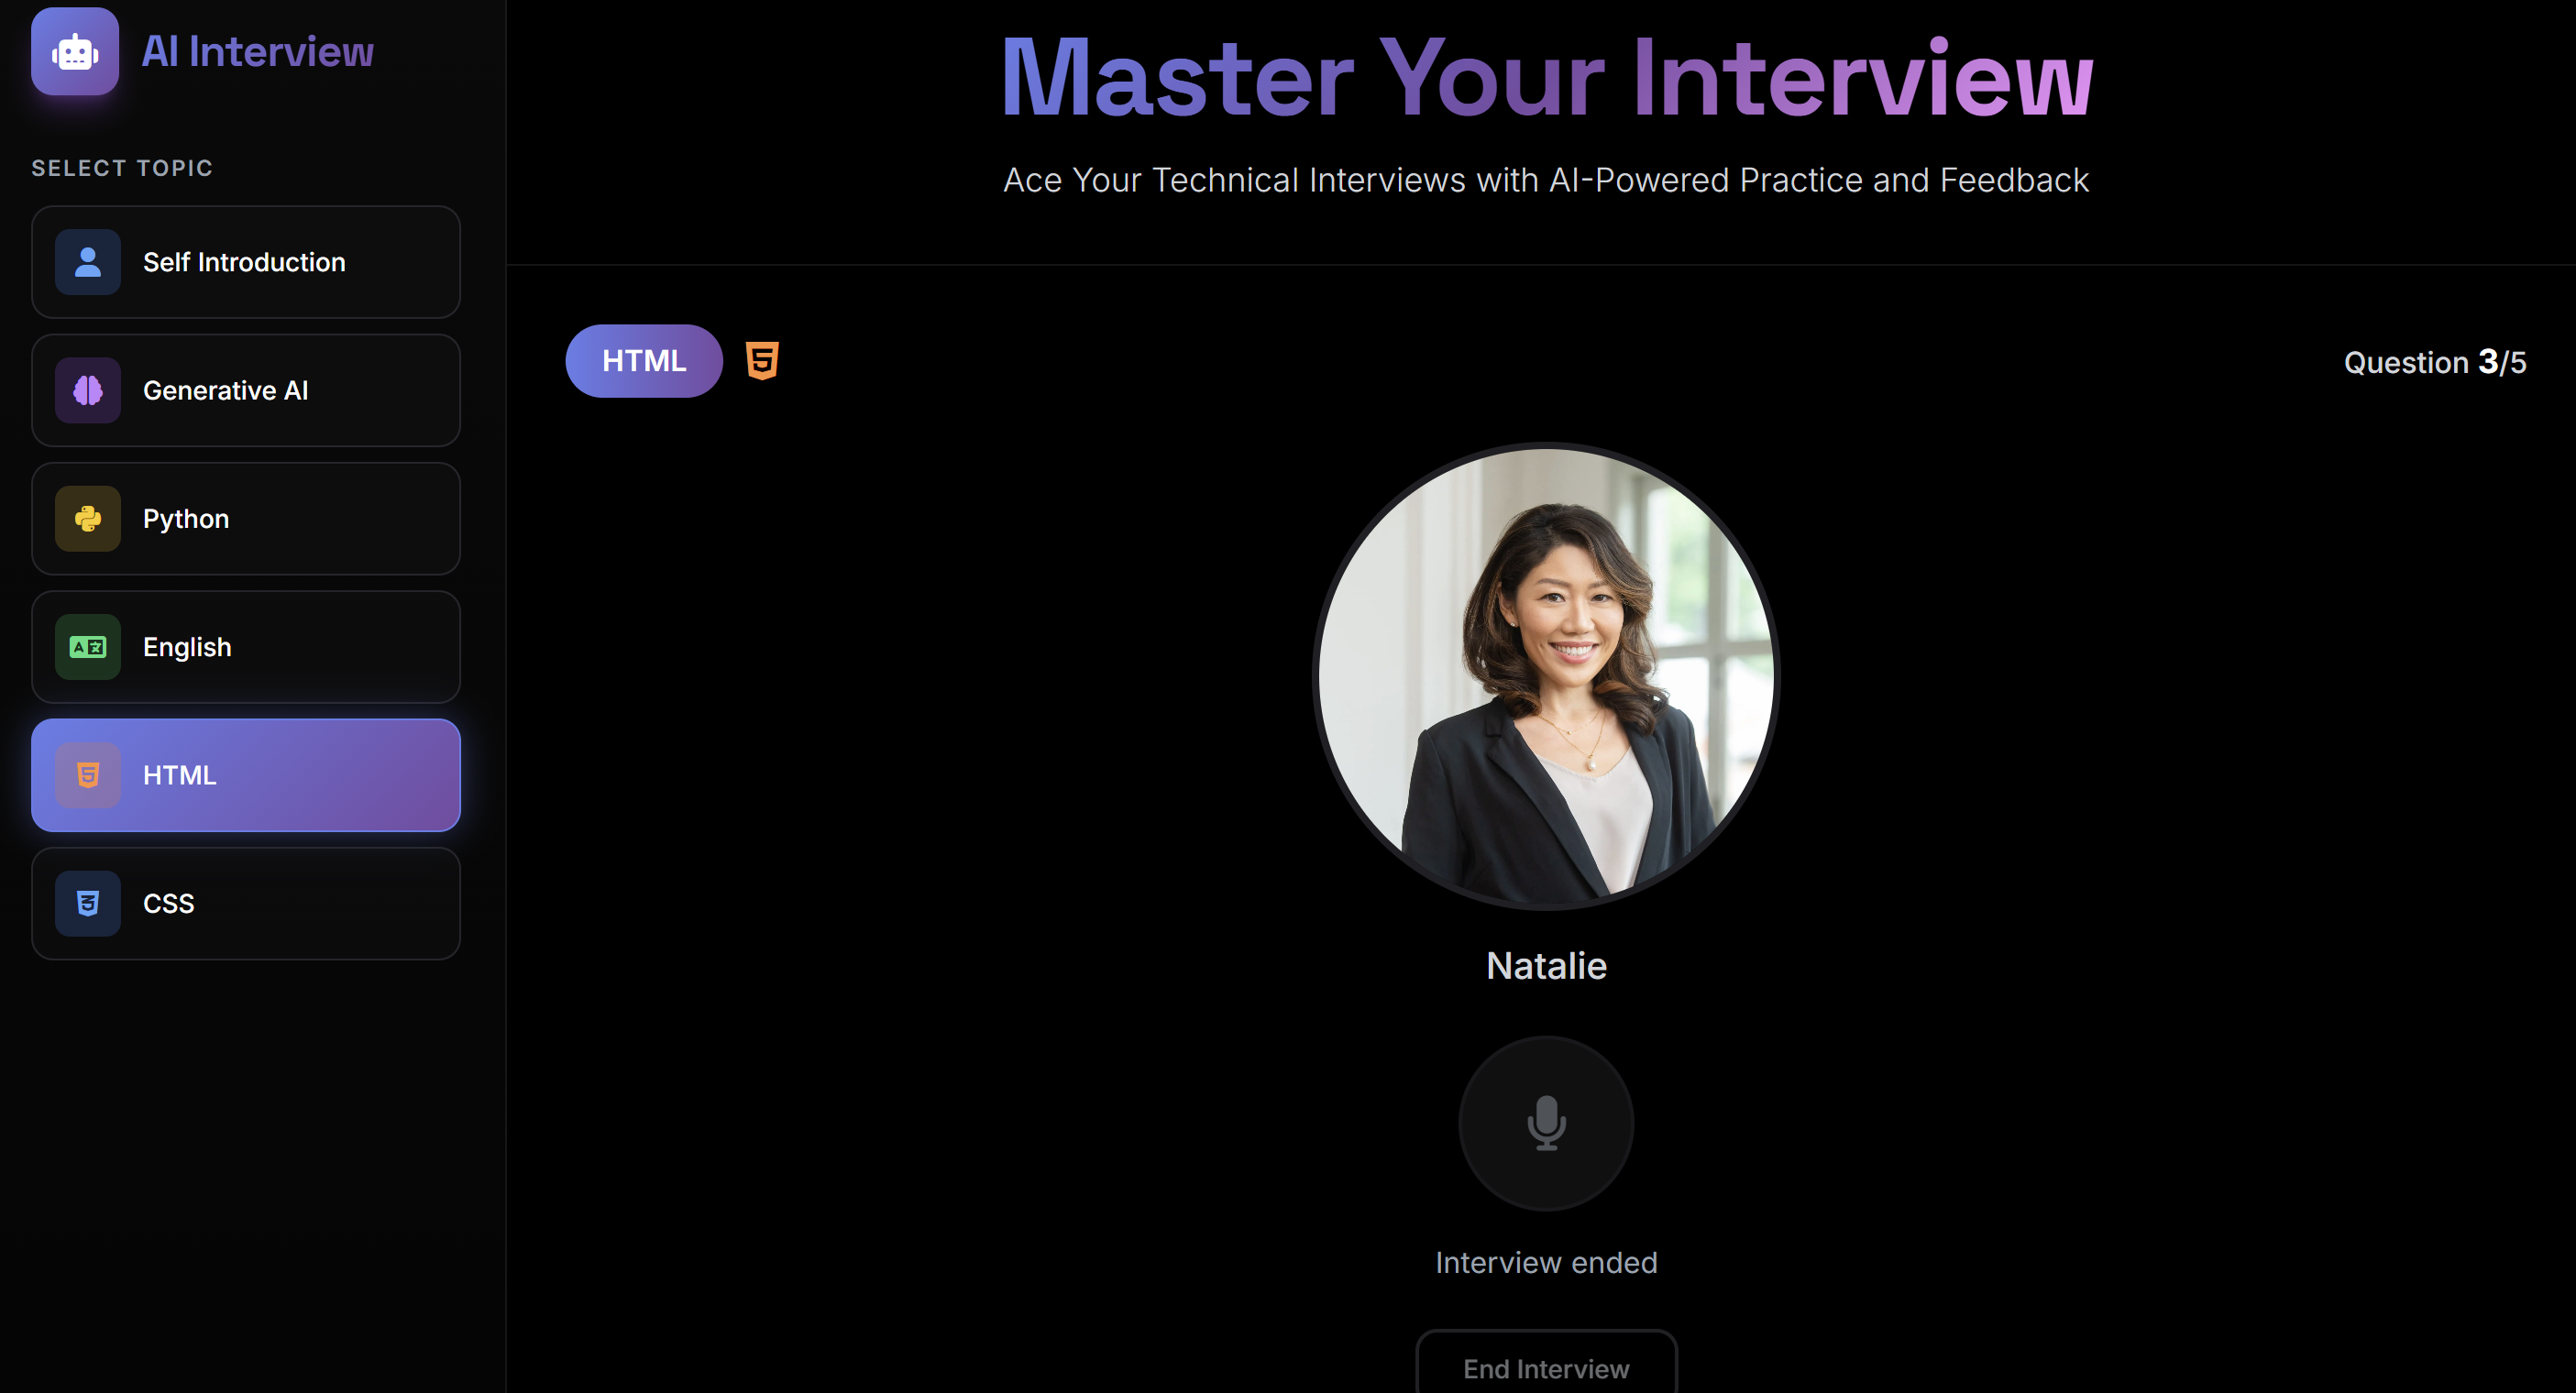 AI Interview
SELECT TOPIC
Self Introduction
Generative AI
Python
English
HTML
CSS
Master Your Interview
Ace Your Technical Interviews with AI-Powered Practice and Feedback
HTML
Question 3/5
Natalie
Interview ended
End Interview